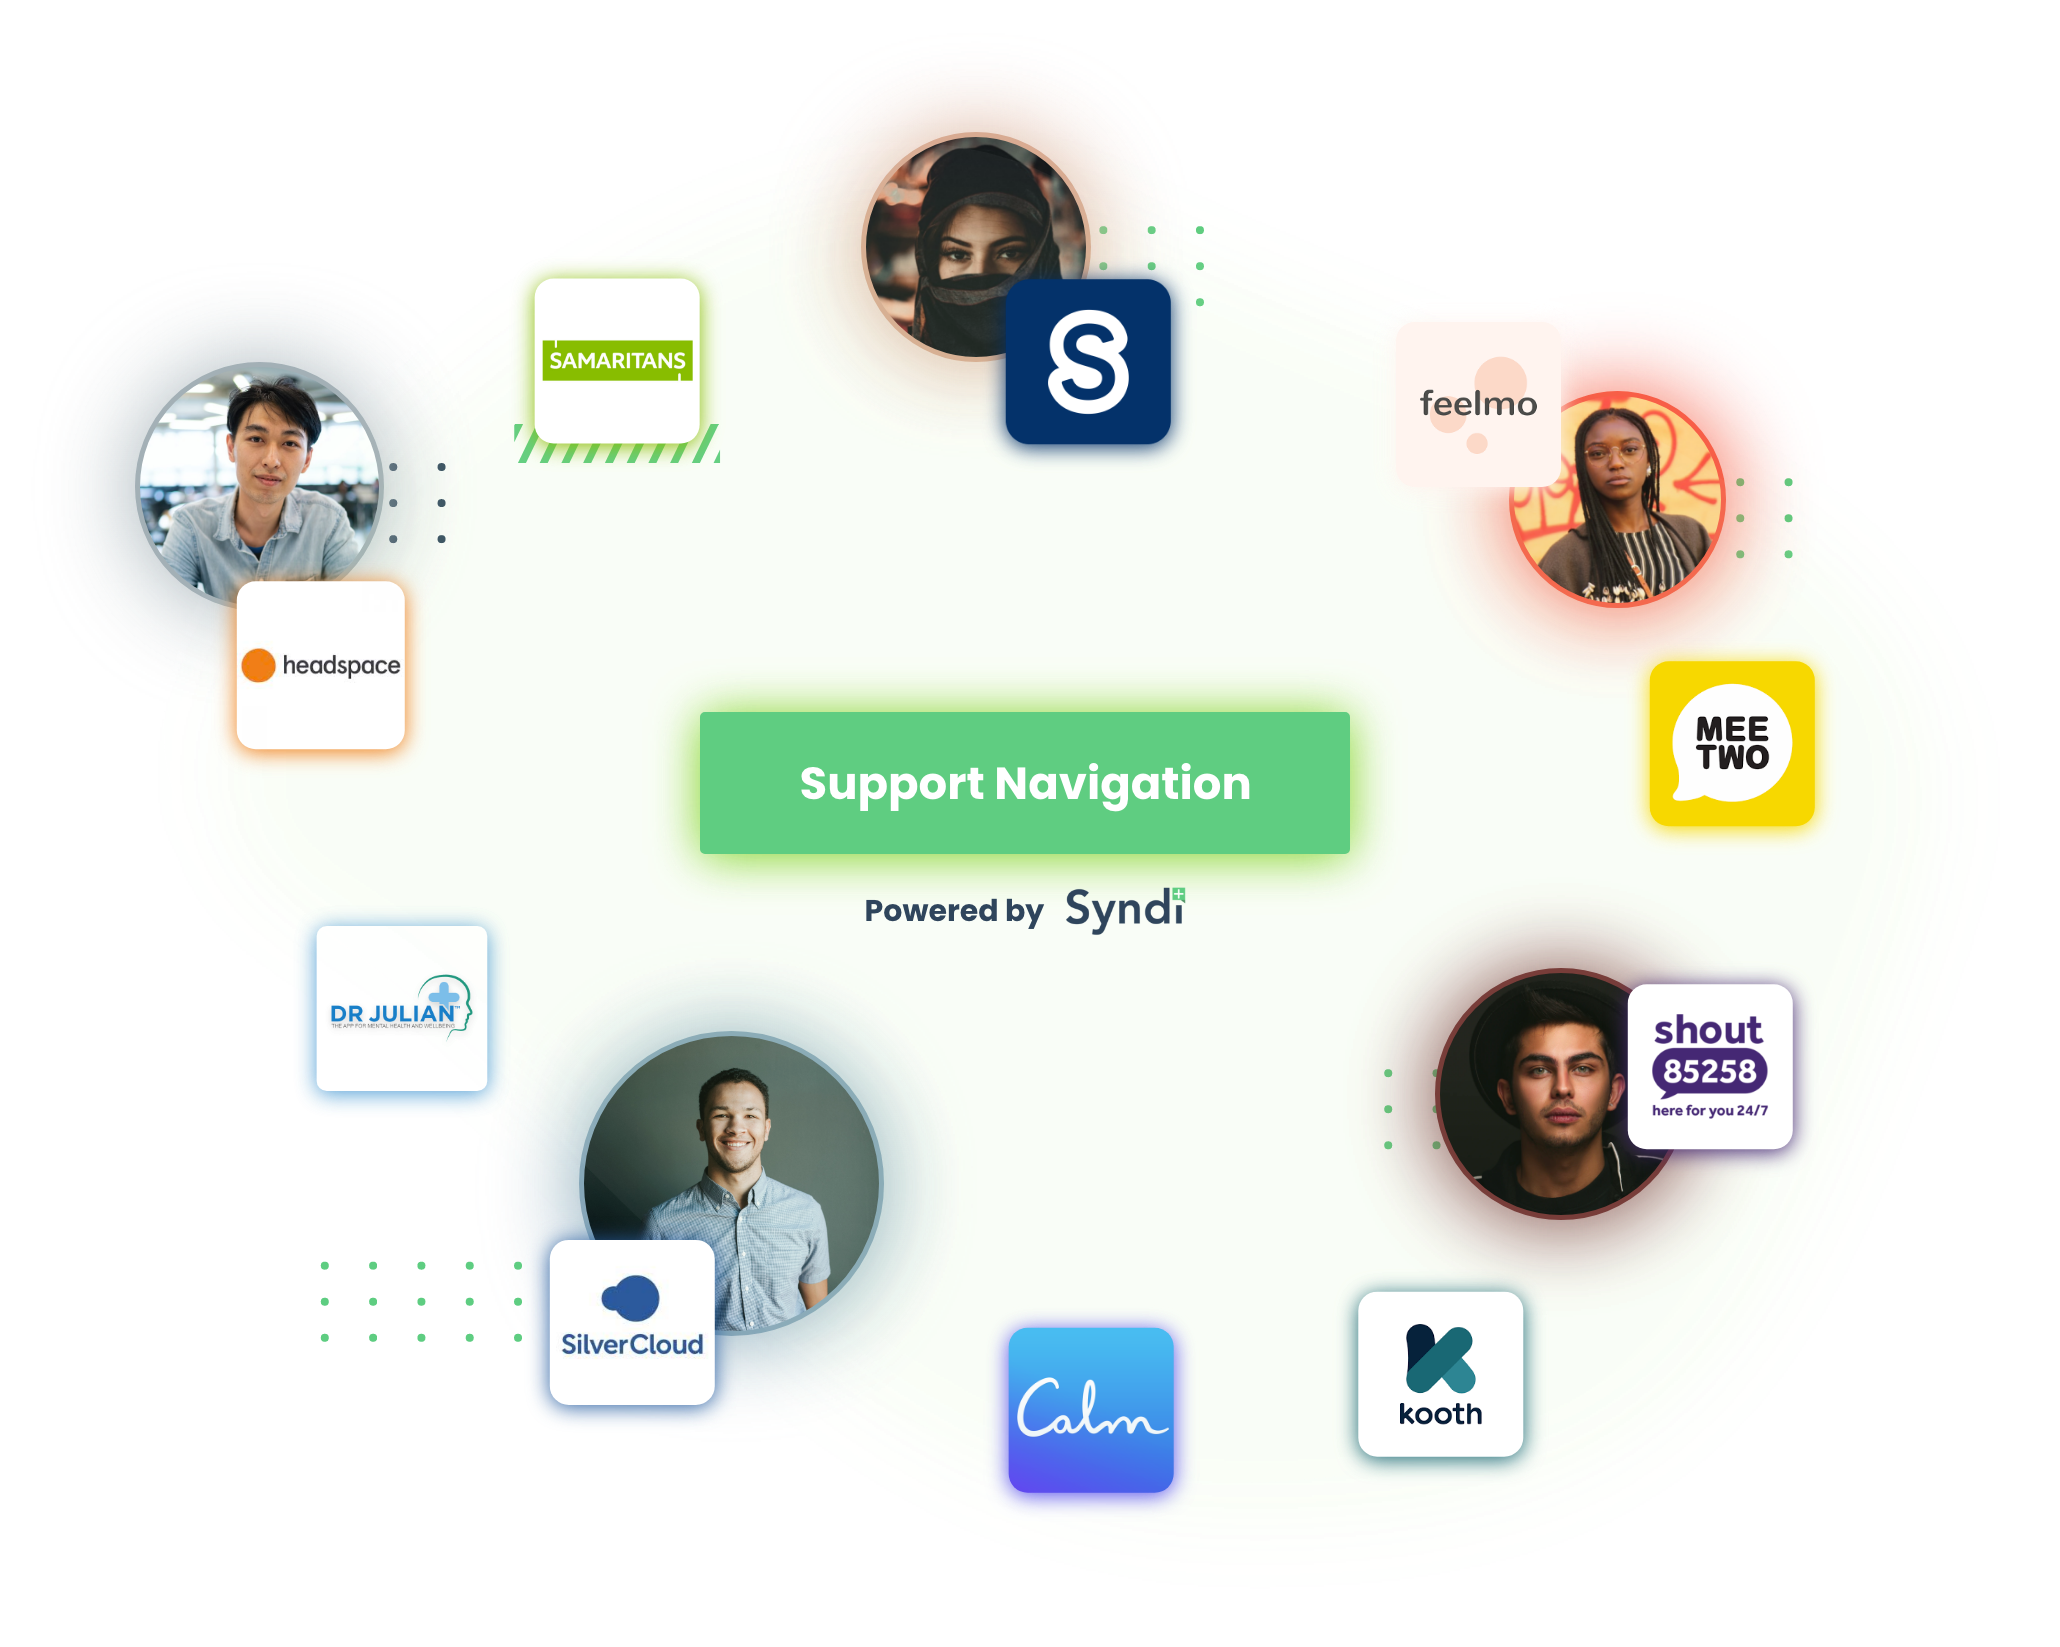 SAMARITANS
S
feelmo
headspace
MEE
TWO
Support Navigation
Powered by Syndi
DR JULIAN™
THE APP FOR MENTAL HEALTH AND WELLBEING
shout
85258
here for you 24/7
SilverCloud
Calm
kooth